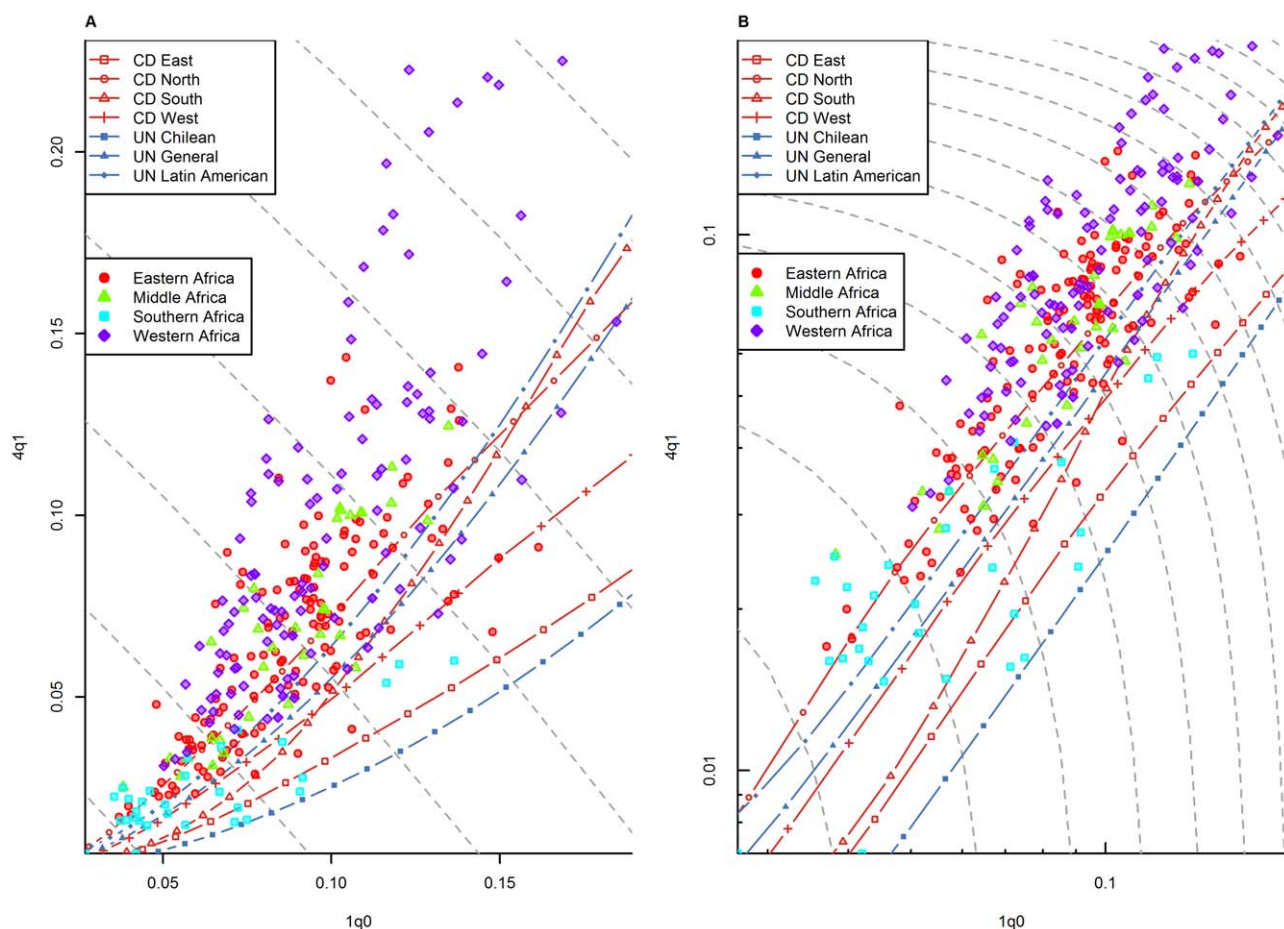 A
CD East
CD North
CD South
CD West
UN Chilean
UN General
UN Latin American
Eastern Africa
Middle Africa
Southern Africa
Western Africa
0.20
0.15
0.10
0.05
4q1
0.05
0.10
0.15
1q0
B
CD East
CD North
CD South
CD West
UN Chilean
UN General
UN Latin American
Eastern Africa
Middle Africa
Southern Africa
Western Africa
0.1
0.01
4q1
0.1
1q0